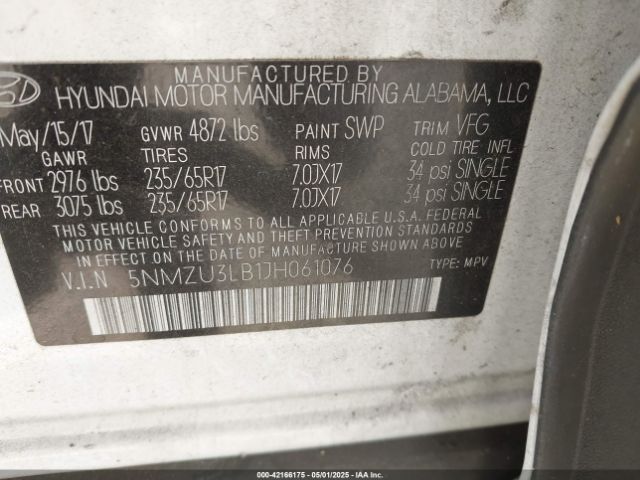 MANUFACTURED BY
HYUNDAI MOTOR MANUFACTURING ALABAMA, LLC
May/15/17 GVWR 4872 lbs PAINT SWP TRIM VFG
GAWR TIRES RIMS COLD TIRE INFL
FRONT 2976 lbs 235/65R17 7.0JX17 34 psi SINGLE
REAR 3075 lbs 235/65R17 7.0JX17 34 psi SINGLE
THIS VEHICLE CONFORMS TO ALL APPLICABLE U.S.A. FEDERAL
MOTOR VEHICLE SAFETY BUMPER, AND THEFT PREVENTION STANDARDS
IN EFFECT ON THE DATE OF MANUFACTURE SHOWN ABOVE.
V.I.N 5NMZU3LB1JH061076 TYPE: MPV
000-42166175 - 05/01/2025 - IAA, Inc.